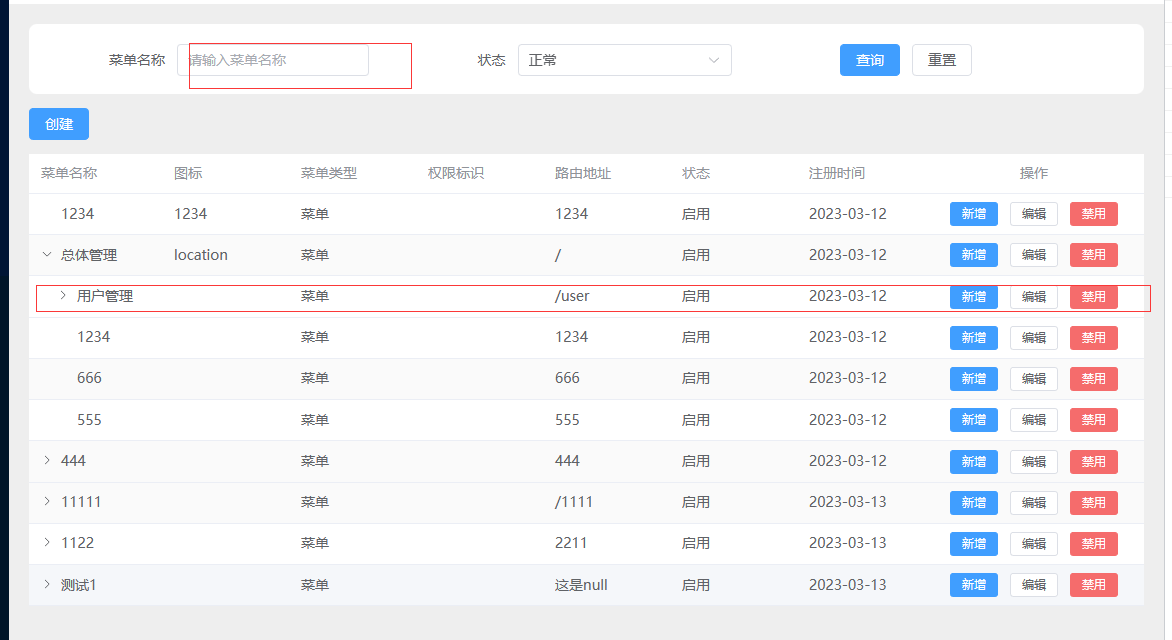 菜单名称 请输入菜单名称 状态 正常 查询 重置
创建
菜单名称 图标 菜单类型 权限标识 路由地址 状态 注册时间 操作
1234 1234 菜单 1234 启用 2023-03-12 新增 编辑 禁用
总体管理 location 菜单 / 启用 2023-03-12 新增 编辑 禁用
用户管理 菜单 /user 启用 2023-03-12 新增 编辑 禁用
1234 菜单 1234 启用 2023-03-12 新增 编辑 禁用
666 菜单 666 启用 2023-03-12 新增 编辑 禁用
555 菜单 555 启用 2023-03-12 新增 编辑 禁用
444 菜单 444 启用 2023-03-12 新增 编辑 禁用
11111 菜单 /1111 启用 2023-03-13 新增 编辑 禁用
1122 菜单 2211 启用 2023-03-13 新增 编辑 禁用
测试1 菜单 这是null 启用 2023-03-13 新增 编辑 禁用